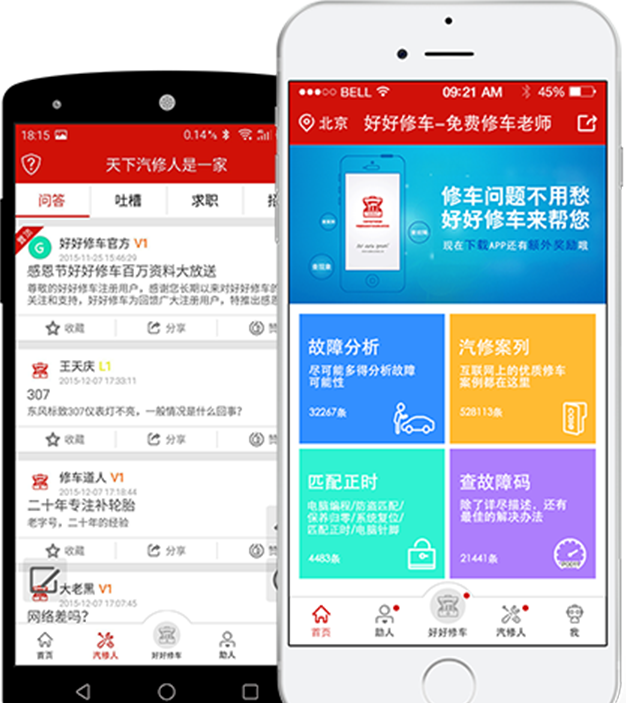 18:15
0.14%
天下汽修人是一家
问答
吐槽
求职
置顶
好好修车官方 V1
2015-11-25 15:46:29
感恩节好好修车百万资料大放送
尊敬的好好修车注册用户，感谢您长期以来对好好修车的
关注和支持，好好修车为回馈广大注册用户，特推出感恩
收藏
分享
赞
王天庆 L1
2015-12-07 17:33:11
307
东风标致307仪表灯不亮，一般情况是什么回事?
收藏
分享
赞
修车道人 V1
2015-12-07 17:18:44
二十年专注补轮胎
老字号，二十年的经验
收藏
分享
赞
大老黑 V1
2015-12-07 17:07:45
网络差吗?
首页
汽修人
好好修车
助人
BELL
09:21 AM
45%
北京
好好修车-免费修车老师
修车问题不用愁
好好修车来帮您
现在下载APP还有额外奖励哦
故障分析
尽可能多得分析故障
可能性
32267条
汽修案列
互联网上的优质修车
案例都在这里
528113条
匹配正时
电脑编程/防盗匹配/
保养归零/系统复位/
匹配正时/电脑针脚
4483条
查故障码
除了详尽描述，还有
最佳的解决办法
21441条
首页
助人
好好修车
汽修人
我